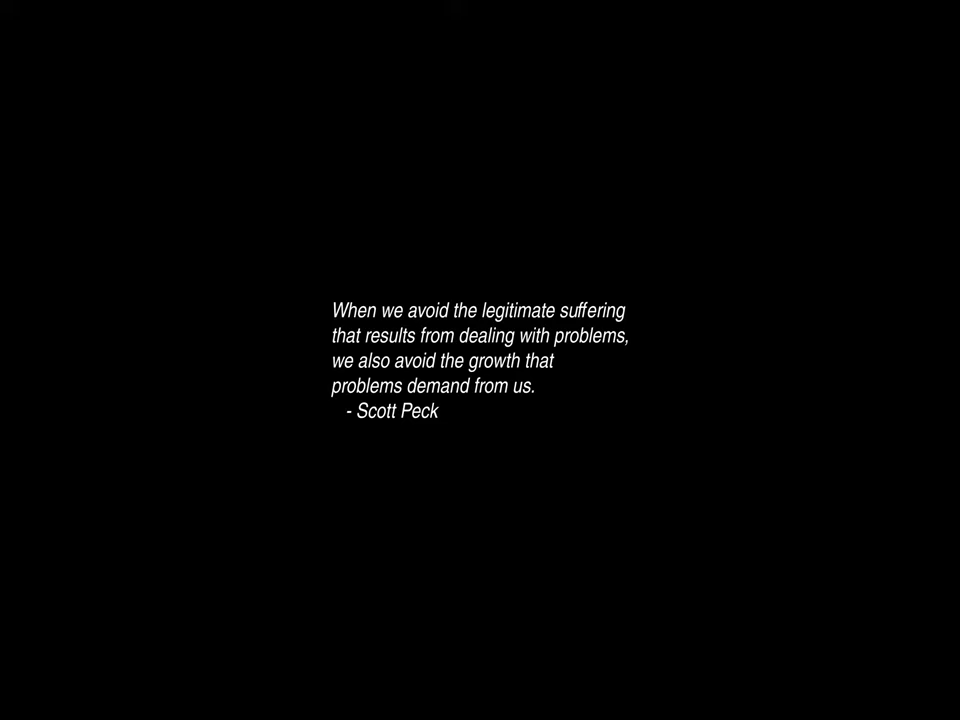 When we avoid the legitimate suffering
that results from dealing with problems,
we also avoid the growth that
problems demand from us.
- Scott Peck